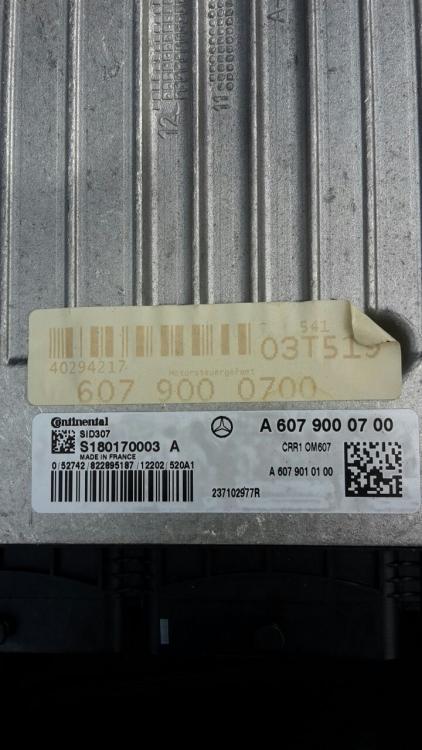 12
11
541
03T519
40294217
Motorsteuergeraet
607 900 0700
Continental
SID307
S180170003 A
MADE IN FRANCE
0 / 52742 / 822895187 / 12202 / 520A1
A 607 900 07 00
CRR1 OM607
A 607 901 01 00
237102977R